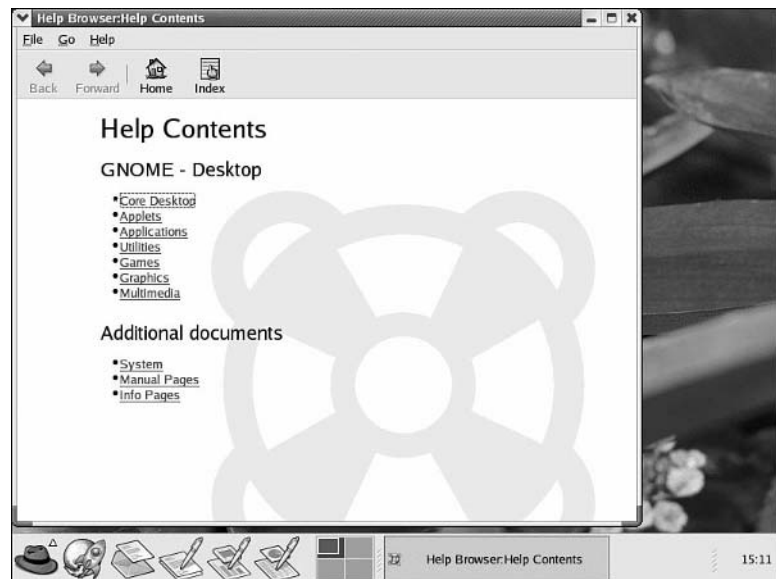 Help Browser:Help Contents
File Go Help
Back Forward Home Index
Help Contents
GNOME - Desktop
•Core Desktop
•Applets
•Applications
•Utilities
•Games
•Graphics
•Multimedia
Additional documents
•System
•Manual Pages
•Info Pages
Help Browser:Help Contents 15:11